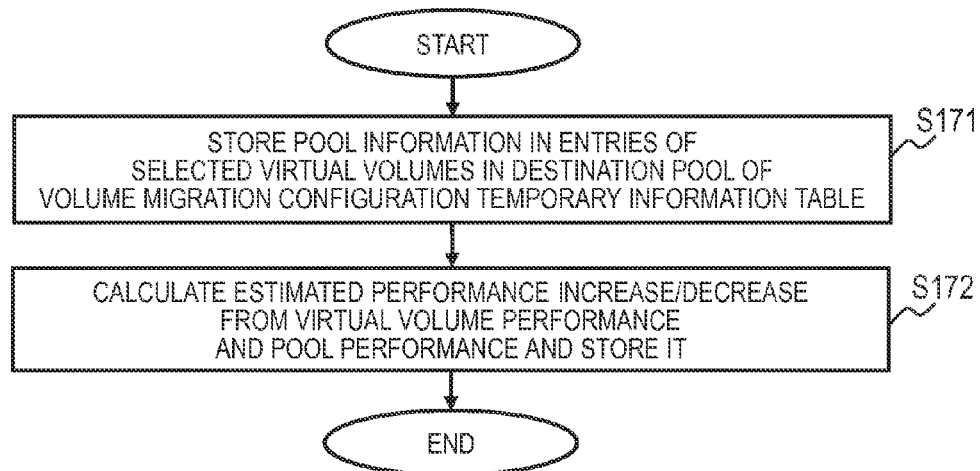 START
S171
STORE POOL INFORMATION IN ENTRIES OF
SELECTED VIRTUAL VOLUMES IN DESTINATION POOL OF
VOLUME MIGRATION CONFIGURATION TEMPORARY INFORMATION TABLE
S172
CALCULATE ESTIMATED PERFORMANCE INCREASE/DECREASE
FROM VIRTUAL VOLUME PERFORMANCE
AND POOL PERFORMANCE AND STORE IT
END